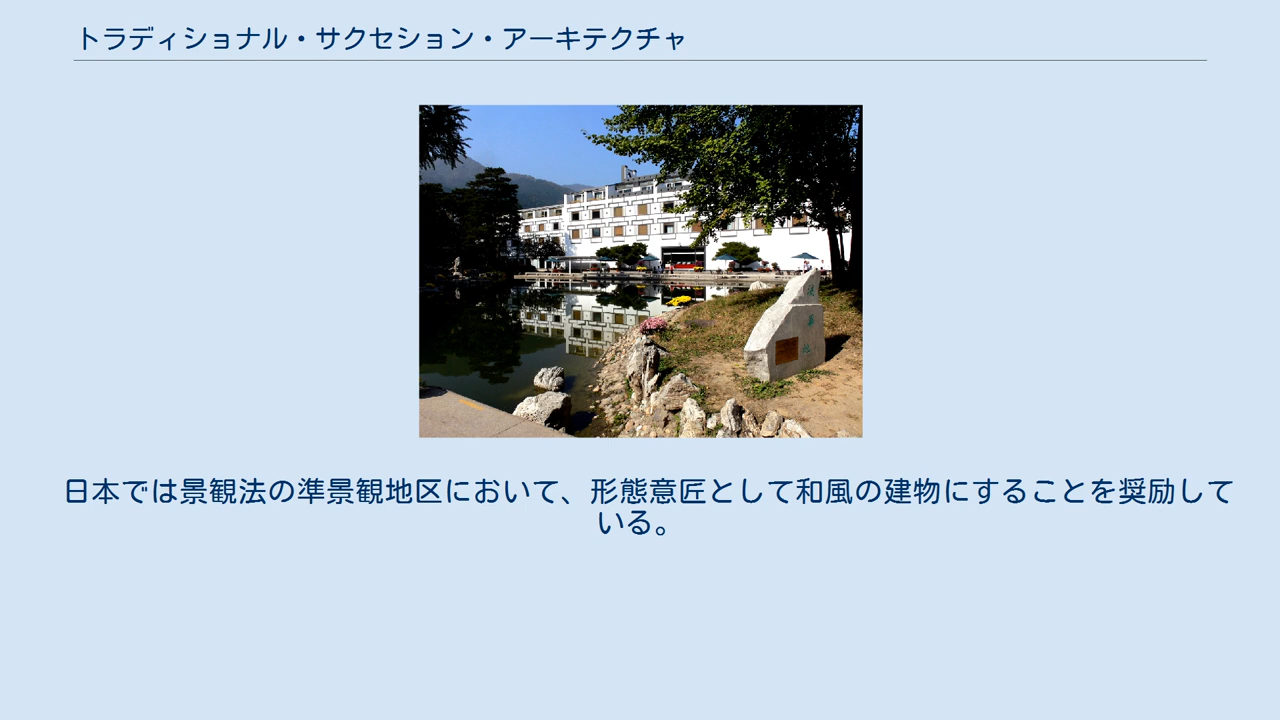 トラディショナル・サクセション・アーキテクチャ
日本では景観法の準景観地区において、形態意匠として和風の建物にすることを奨励して
いる。